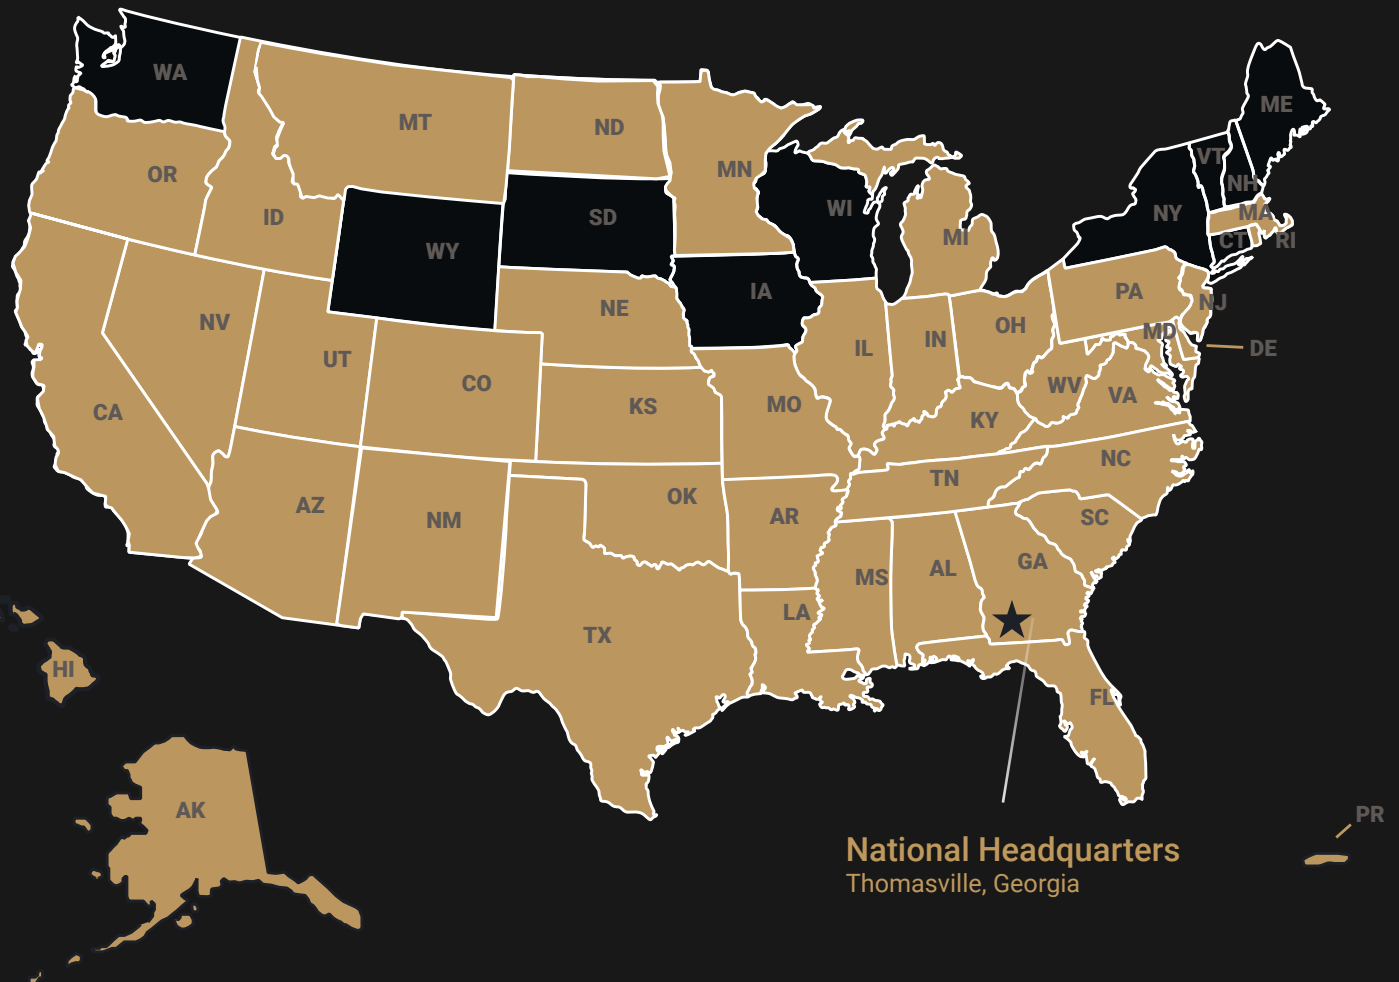 WA
MT
ND
MN
OR
ID
WY
SD
WI
MI
ME
VT
NH
NY
MA
CT
RI
NV
UT
CO
NE
IA
IL
IN
OH
PA
NJ
MD
DE
CA
KS
MO
WV
VA
KY
AZ
NM
OK
AR
TN
NC
SC
TX
LA
MS
AL
GA
FL
HI
AK
PR
National Headquarters
Thomasville, Georgia